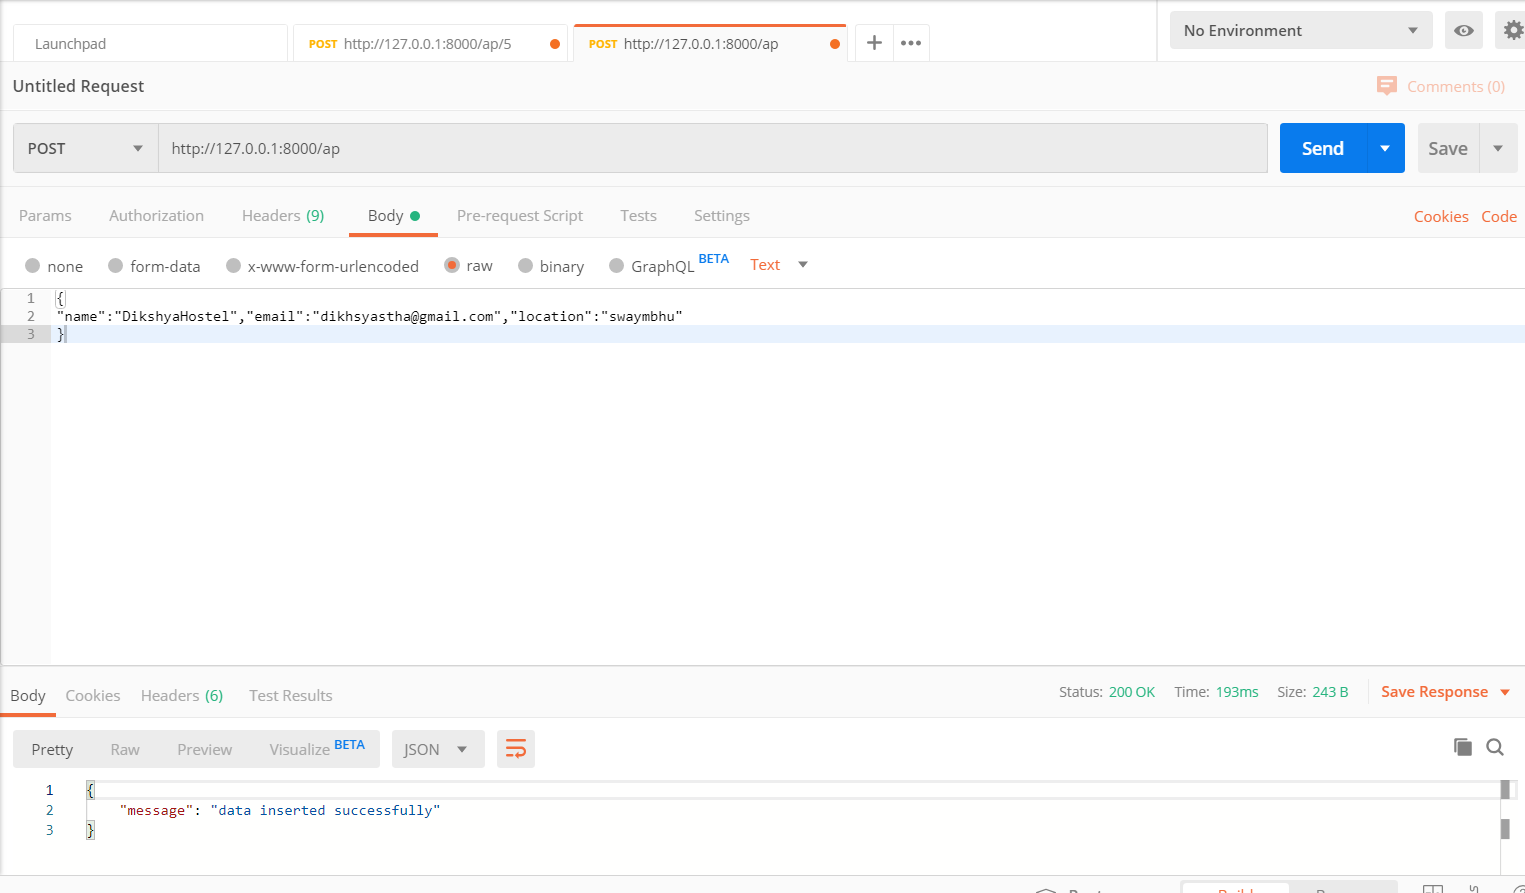 Launchpad
POST http://127.0.0.1:8000/ap/5
POST http://127.0.0.1:8000/ap
No Environment
Untitled Request
Comments (0)
POST
http://127.0.0.1:8000/ap
Send
Save
Params
Authorization
Headers (9)
Body
Pre-request Script
Tests
Settings
Cookies
Code
none
form-data
x-www-form-urlencoded
raw
binary
GraphQL BETA
Text
1 {
2 "name":"DikshyaHostel","email":"dikhsyastha@gmail.com","location":"swaymbhu"
3 }
Body
Cookies
Headers (6)
Test Results
Status: 200 OK
Time: 193ms
Size: 243 B
Save Response
Pretty
Raw
Preview
Visualize BETA
JSON
1 {
2 "message": "data inserted successfully"
3 }